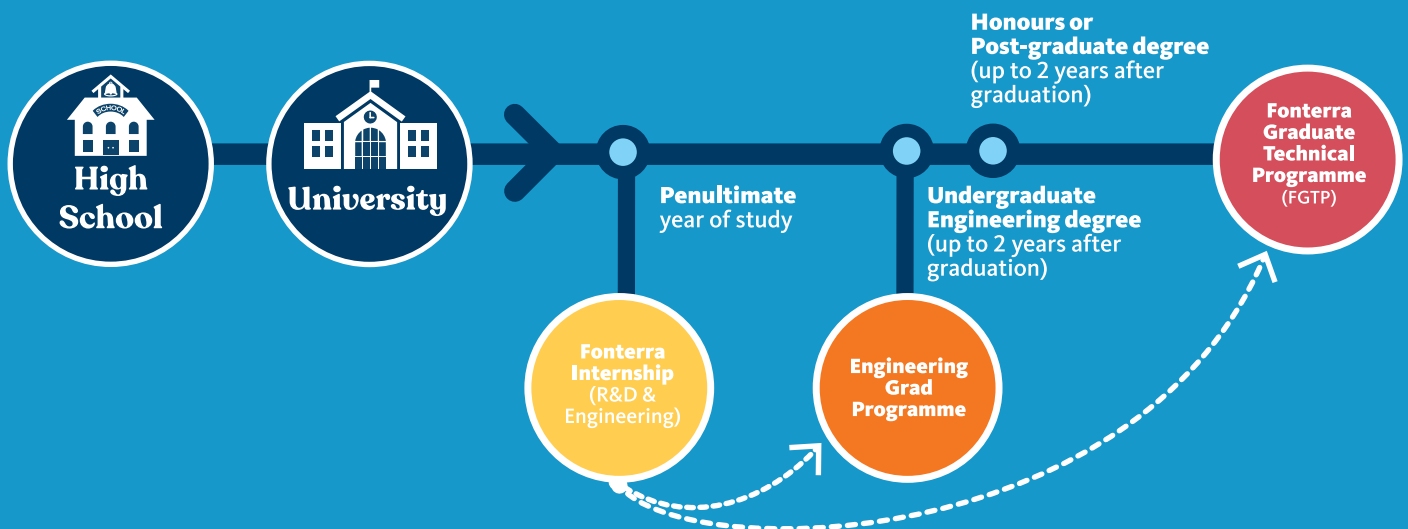 SCHOOL
High
School
University
Penultimate
year of study
Fonterra
Internship
(R&D &
Engineering)
Undergraduate
Engineering degree
(up to 2 years after
graduation)
Engineering
Grad
Programme
Honours or
Post-graduate degree
(up to 2 years after
graduation)
Fonterra
Graduate
Technical
Programme
(FGTP)